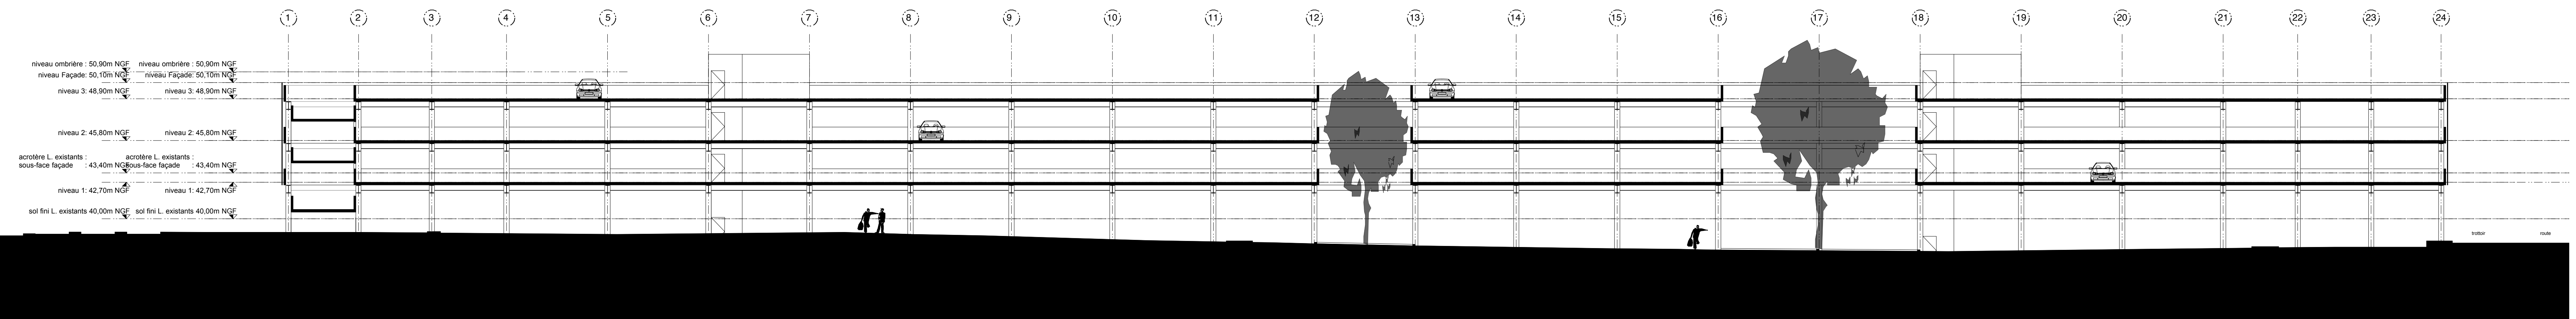 1 2 3 4 5 6 7 8 9 10 11 12 13 14 15 16 17 18 19 20 21 22 23 24
niveau ombrière : 50,90m NGF niveau ombrière : 50,90m NGF
niveau Façade: 50,10m NGF niveau Façade: 50,10m NGF
niveau 3: 48,90m NGF niveau 3: 48,90m NGF
niveau 2: 45,80m NGF niveau 2: 45,80m NGF
acrotère L. existants : acrotère L. existants :
sous-face façade : 43,40m NGF sous-face façade : 43,40m NGF
niveau 1: 42,70m NGF niveau 1: 42,70m NGF
sol fini L. existants 40,00m NGF sol fini L. existants 40,00m NGF
trottoir route